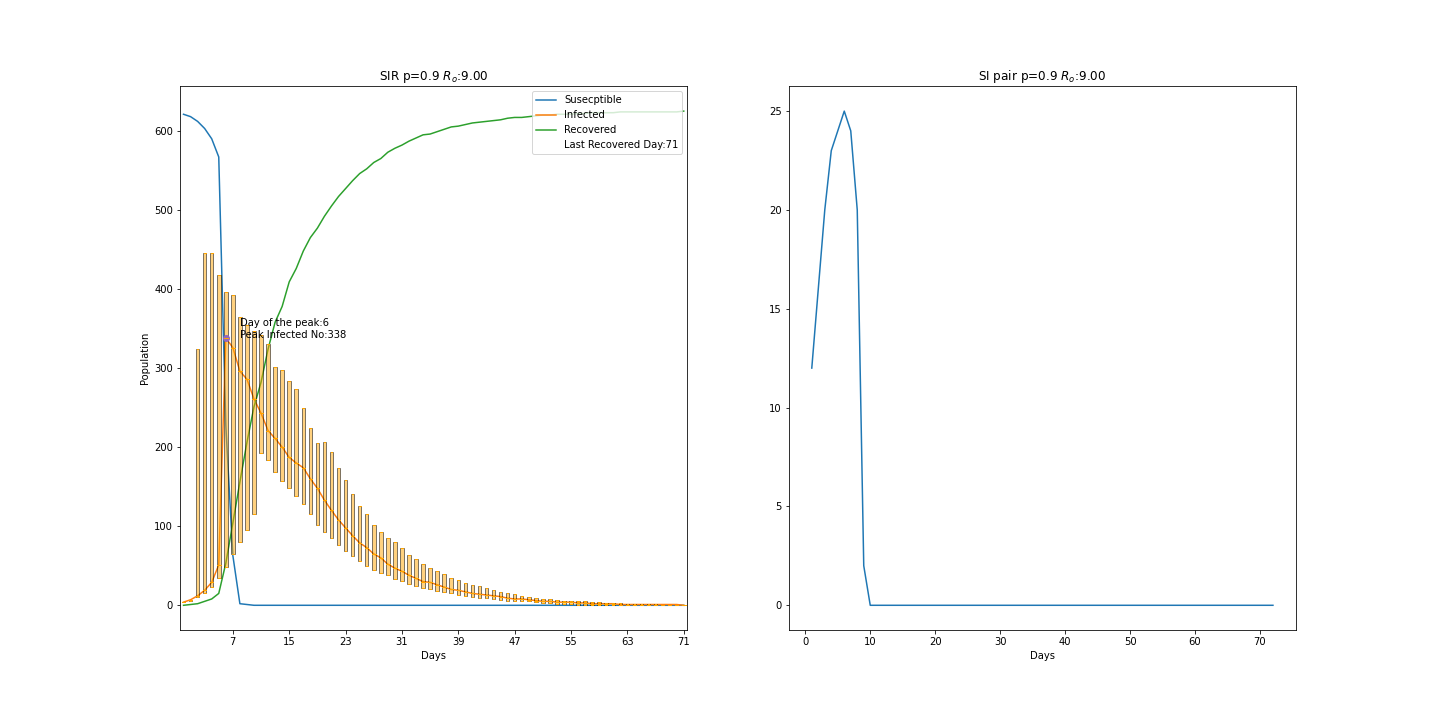 SIR p=0.9 Rₒ:9.00
Susecptible
Infected
Recovered
Last Recovered Day:71
Day of the peak:6
Peak Infected No:338
Population
600
500
400
300
200
100
0
7 15 23 31 39 47 55 63 71
Days
SI pair p=0.9 Rₒ:9.00
25
20
15
10
5
0
0 10 20 30 40 50 60 70
Days